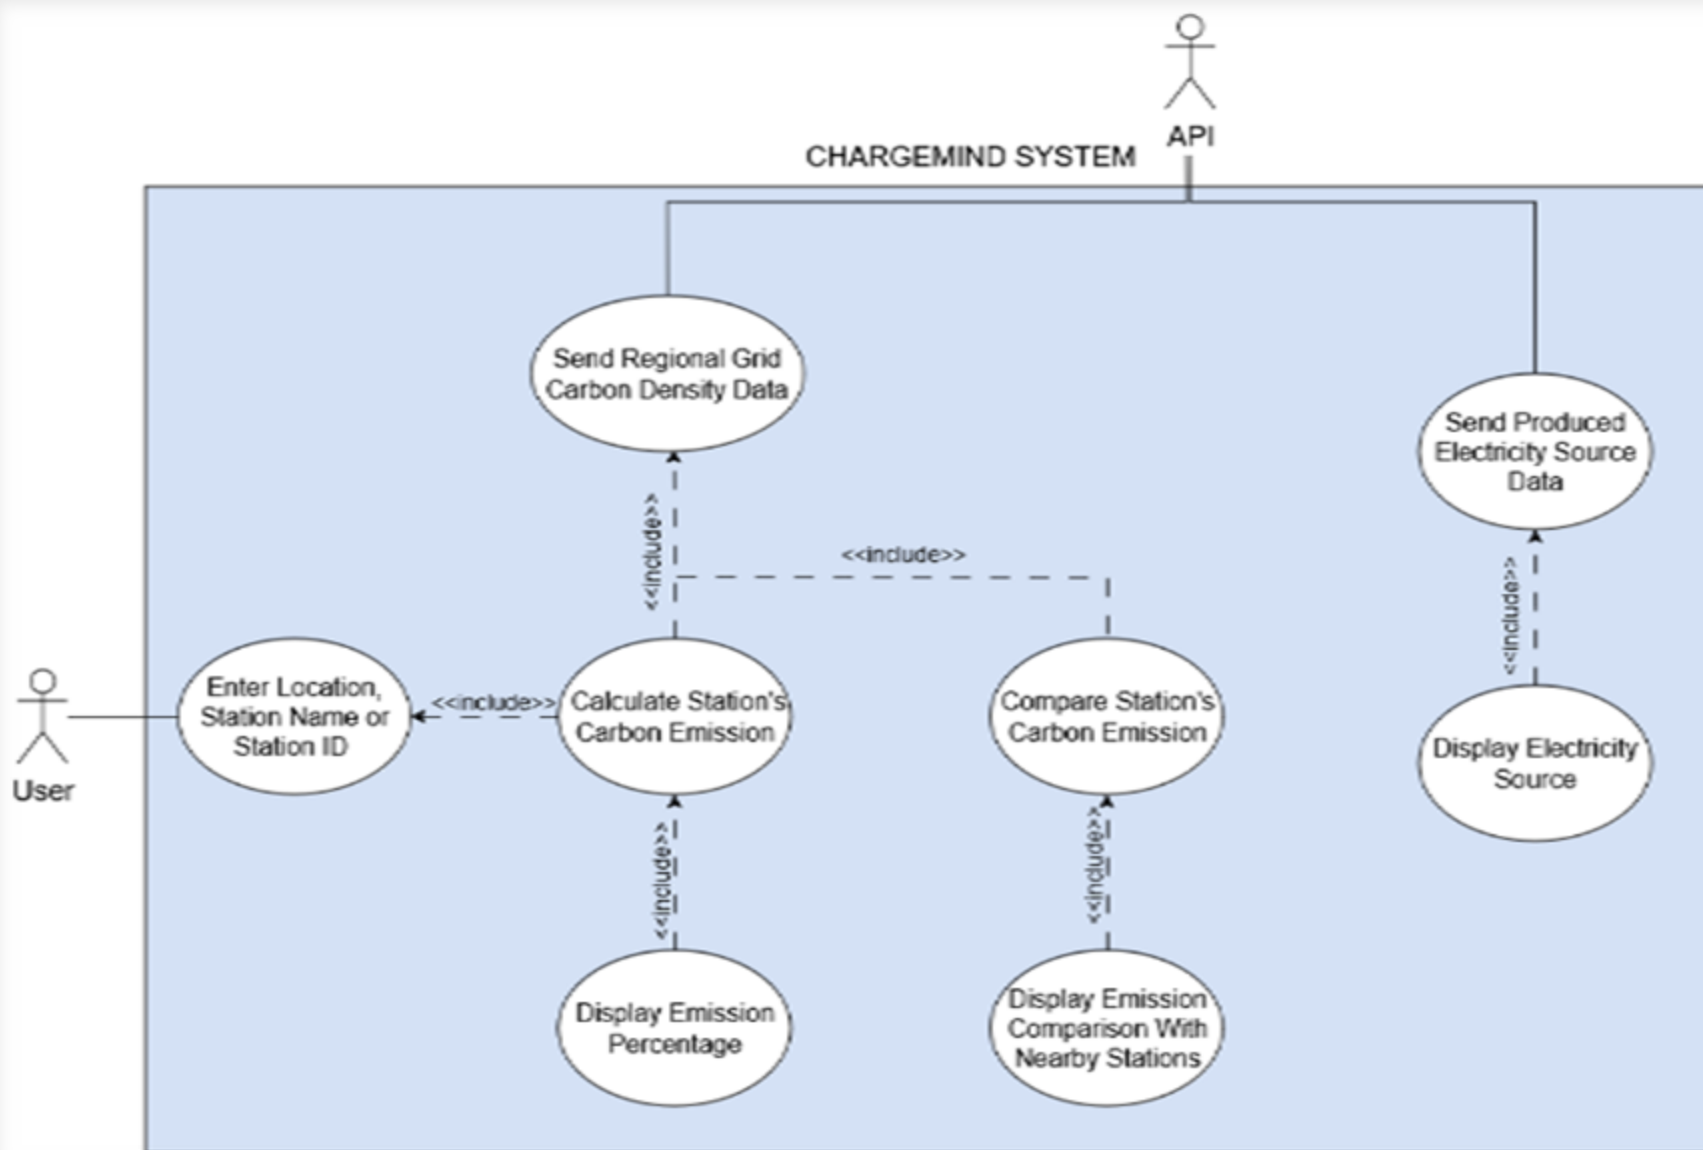 API
CHARGEMIND SYSTEM
Send Regional Grid
Carbon Density Data
Send Produced
Electricity Source
Data
<<include>>
<<include>>
<<include>>
User
Enter Location,
Station Name or
Station ID
<<include>>
Calculate Station's
Carbon Emission
Compare Station's
Carbon Emission
Display Electricity
Source
<<include>>
<<include>>
Display Emission
Percentage
Display Emission
Comparison With
Nearby Stations